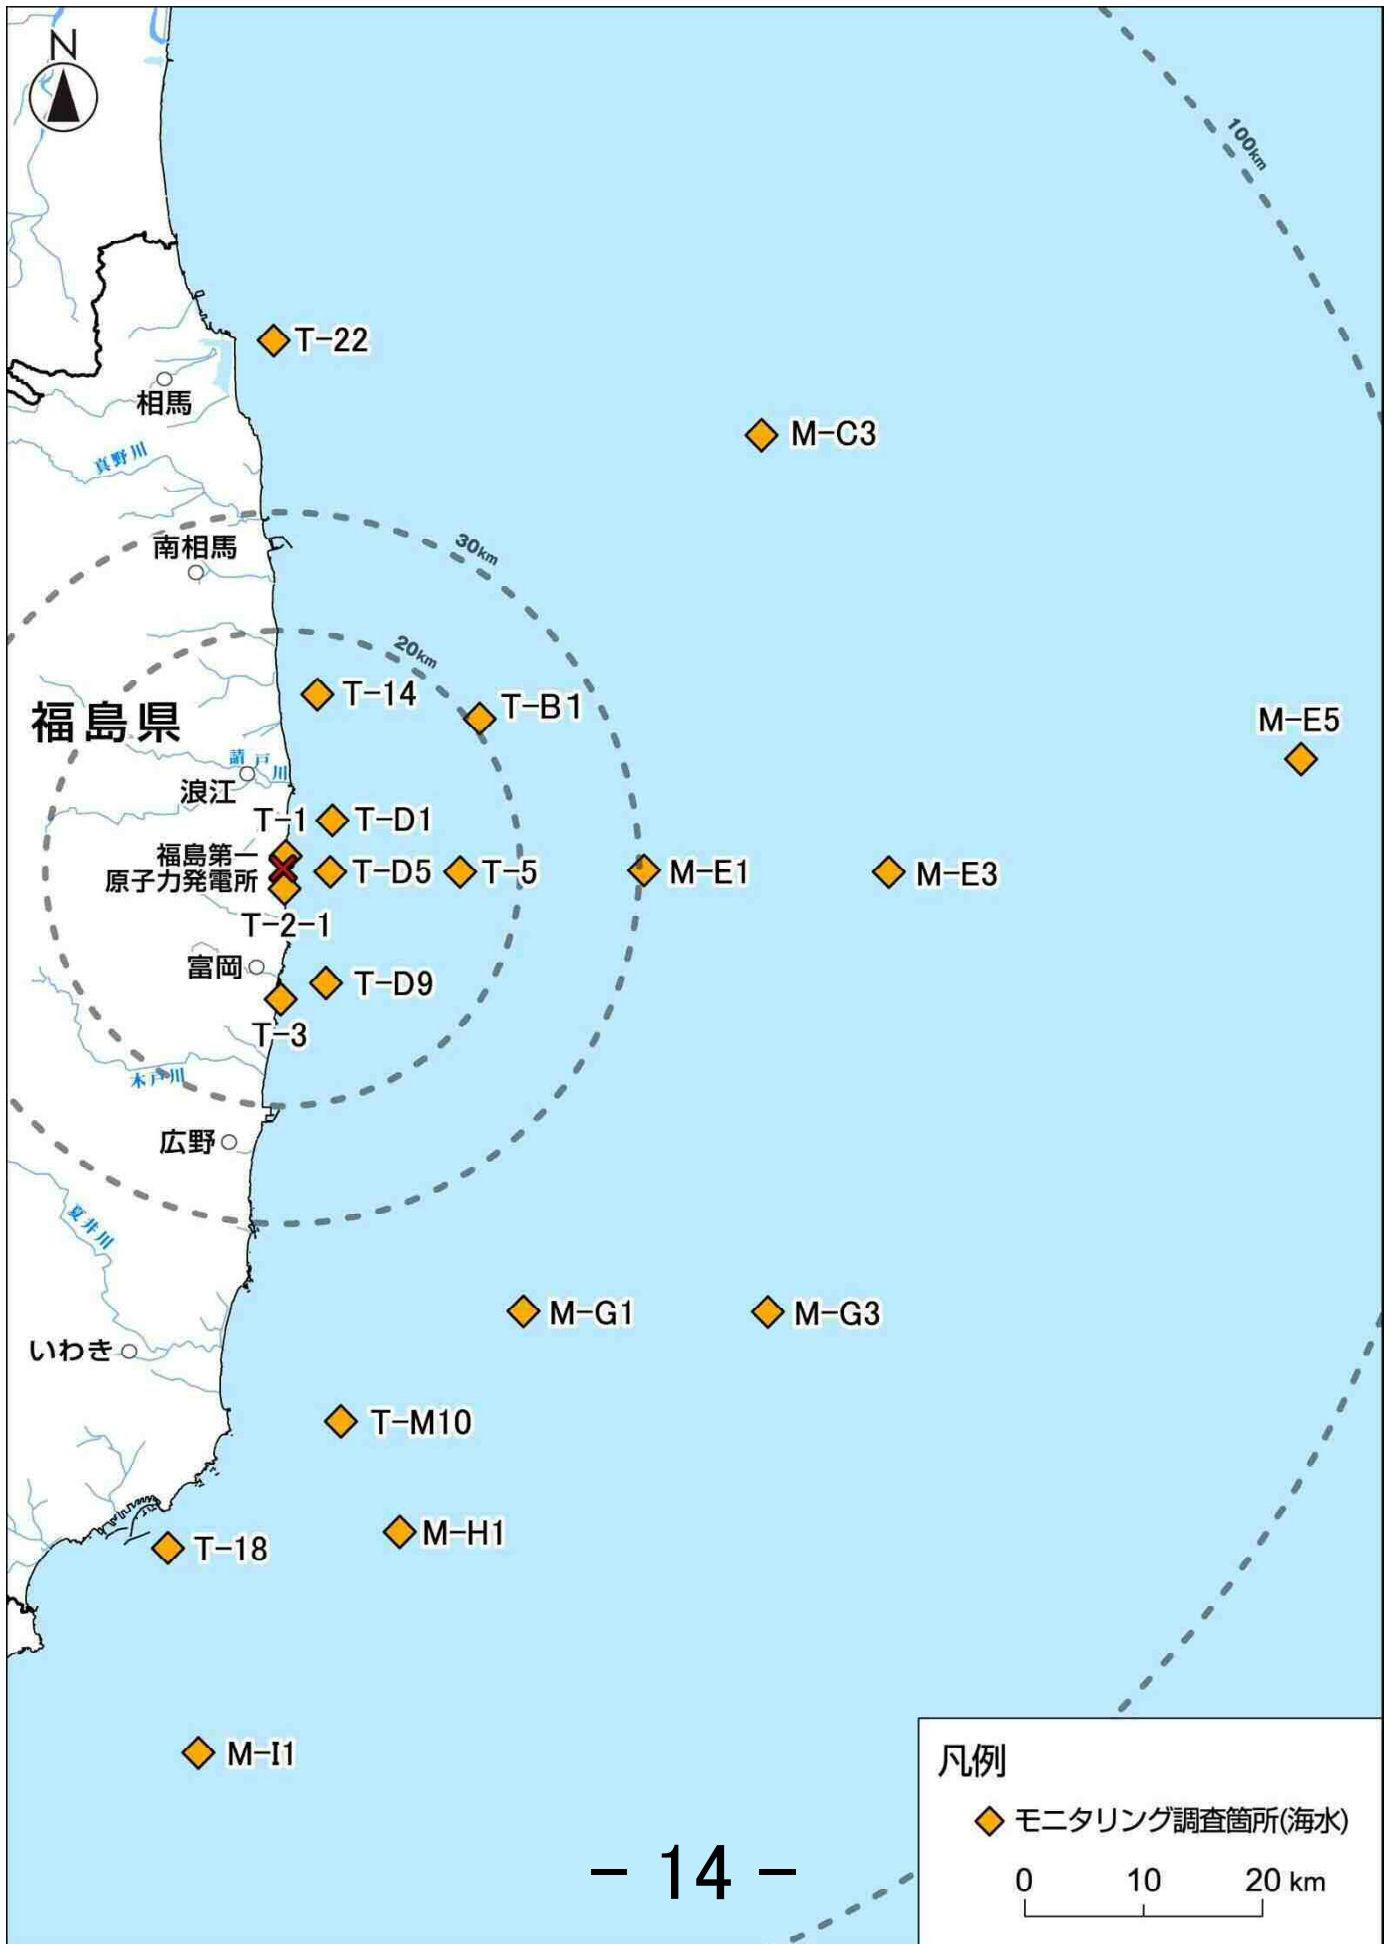 N
100km
T-22
相馬
M-C3
真野川
30km
南相馬
20km
T-14
T-B1
福島県
M-E5
請戸川
浪江
T-1
T-D1
福島第一
原子力発電所
T-D5
T-5
M-E1
M-E3
T-2-1
富岡
T-D9
T-3
木戸川
広野
夏井川
M-G1
M-G3
いわき
T-M10
M-H1
T-18
M-I1
凡例
モニタリング調査箇所(海水)
0 10 20 km
- 14 -